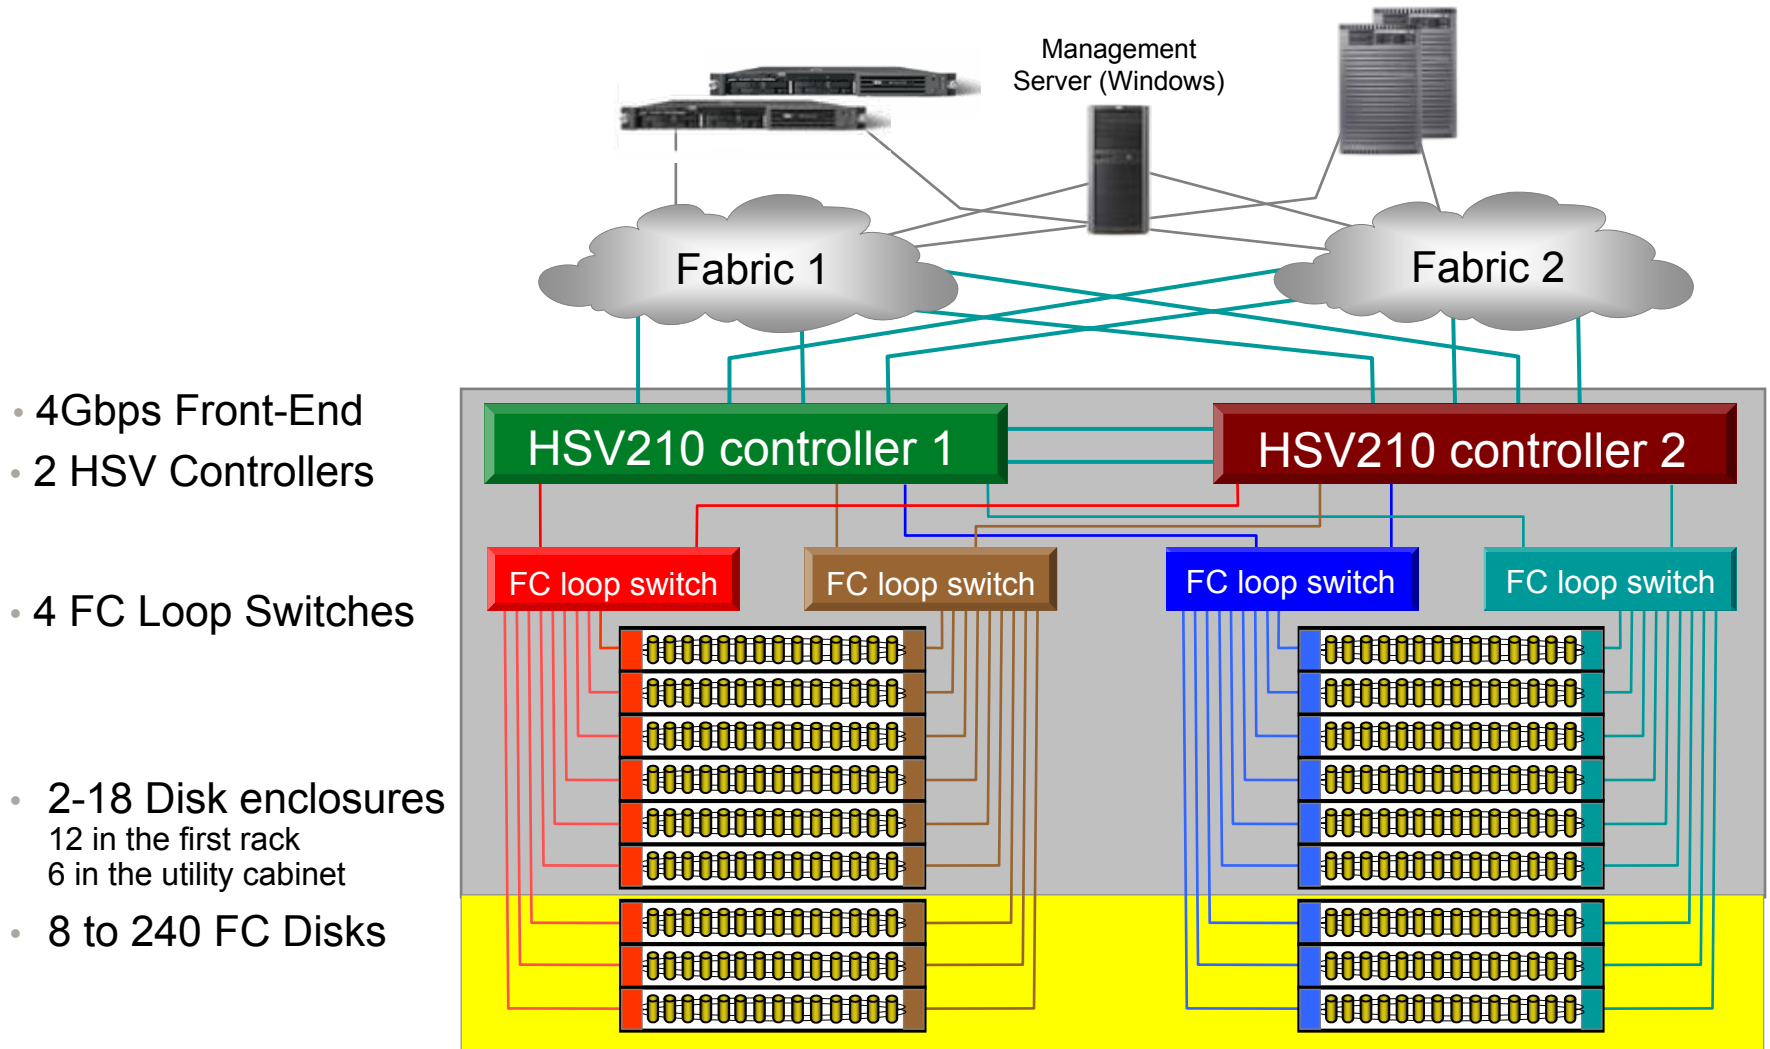 Management
Server (Windows)
Fabric 1
Fabric 2
• 4Gbps Front-End
• 2 HSV Controllers
HSV210 controller 1
HSV210 controller 2
FC loop switch
FC loop switch
FC loop switch
FC loop switch
• 4 FC Loop Switches
• 2-18 Disk enclosures
12 in the first rack
6 in the utility cabinet
• 8 to 240 FC Disks